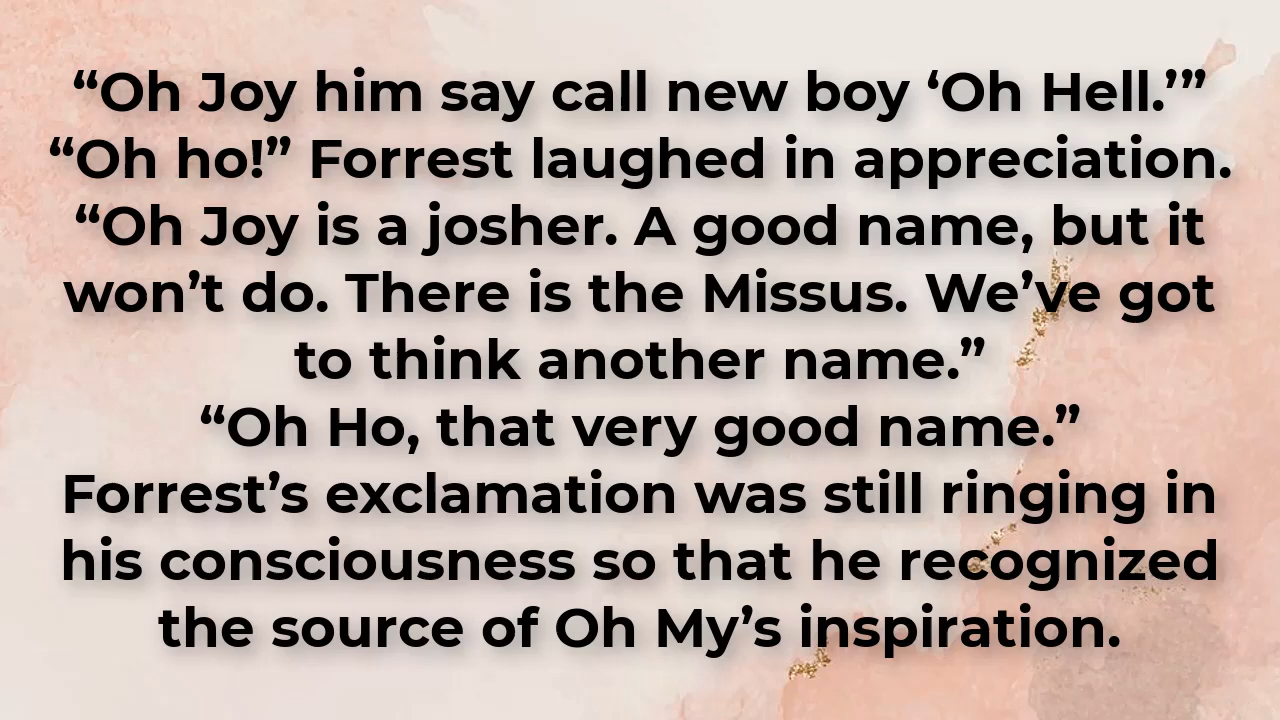 “Oh Joy him say call new boy ‘Oh Hell.’”
“Oh ho!” Forrest laughed in appreciation.
“Oh Joy is a josher. A good name, but it
won’t do. There is the Missus. We’ve got
to think another name.”
“Oh Ho, that very good name.”
Forrest’s exclamation was still ringing in
his consciousness so that he recognized
the source of Oh My’s inspiration.